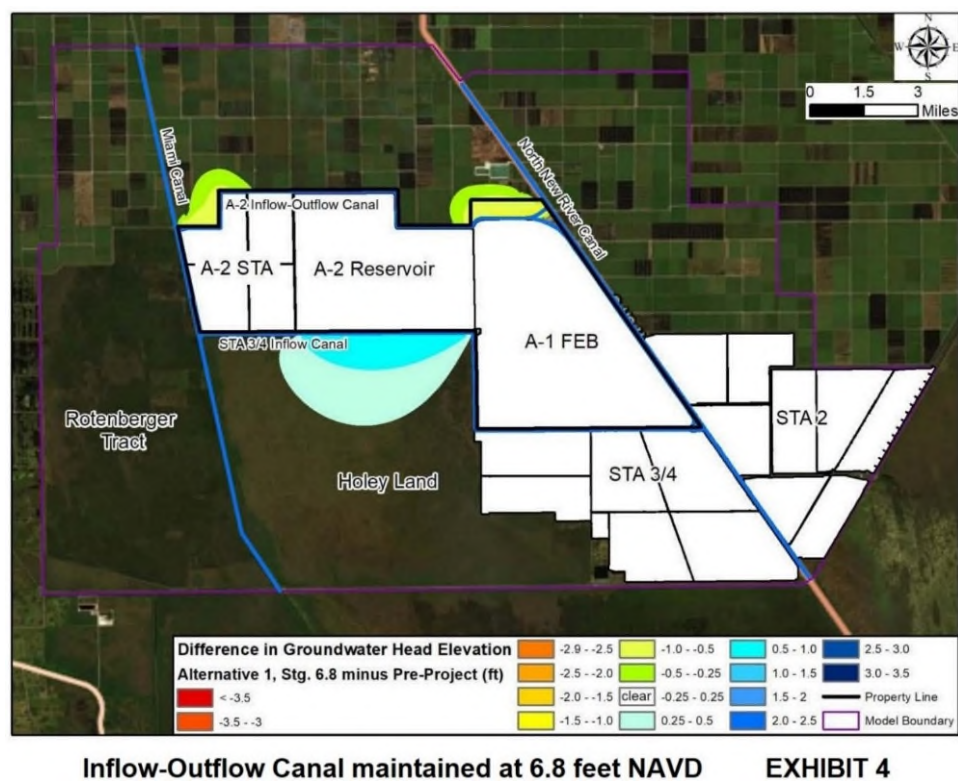 N
W E
S
0 1.5 3
Miles
Miami Canal
North New River Canal
A-2 Inflow-Outflow Canal
A-2 STA
A-2 Reservoir
STA 3/4 Inflow Canal
A-1 FEB
Rotenberger
Tract
Holey Land
STA 2
STA 3/4
Difference in Groundwater Head Elevation
Alternative 1, Stg. 6.8 minus Pre-Project (ft)
< -3.5
-3.5 - -3
-2.9 - -2.5
-2.5 - -2.0
-2.0 - -1.5
-1.5 - -1.0
-1.0 - -0.5
-0.5 - -0.25
clear -0.25 - 0.25
0.25 - 0.5
0.5 - 1.0
1.0 - 1.5
1.5 - 2
2.0 - 2.5
2.5 - 3.0
3.0 - 3.5
Property Line
Model Boundary
Inflow-Outflow Canal maintained at 6.8 feet NAVD EXHIBIT 4